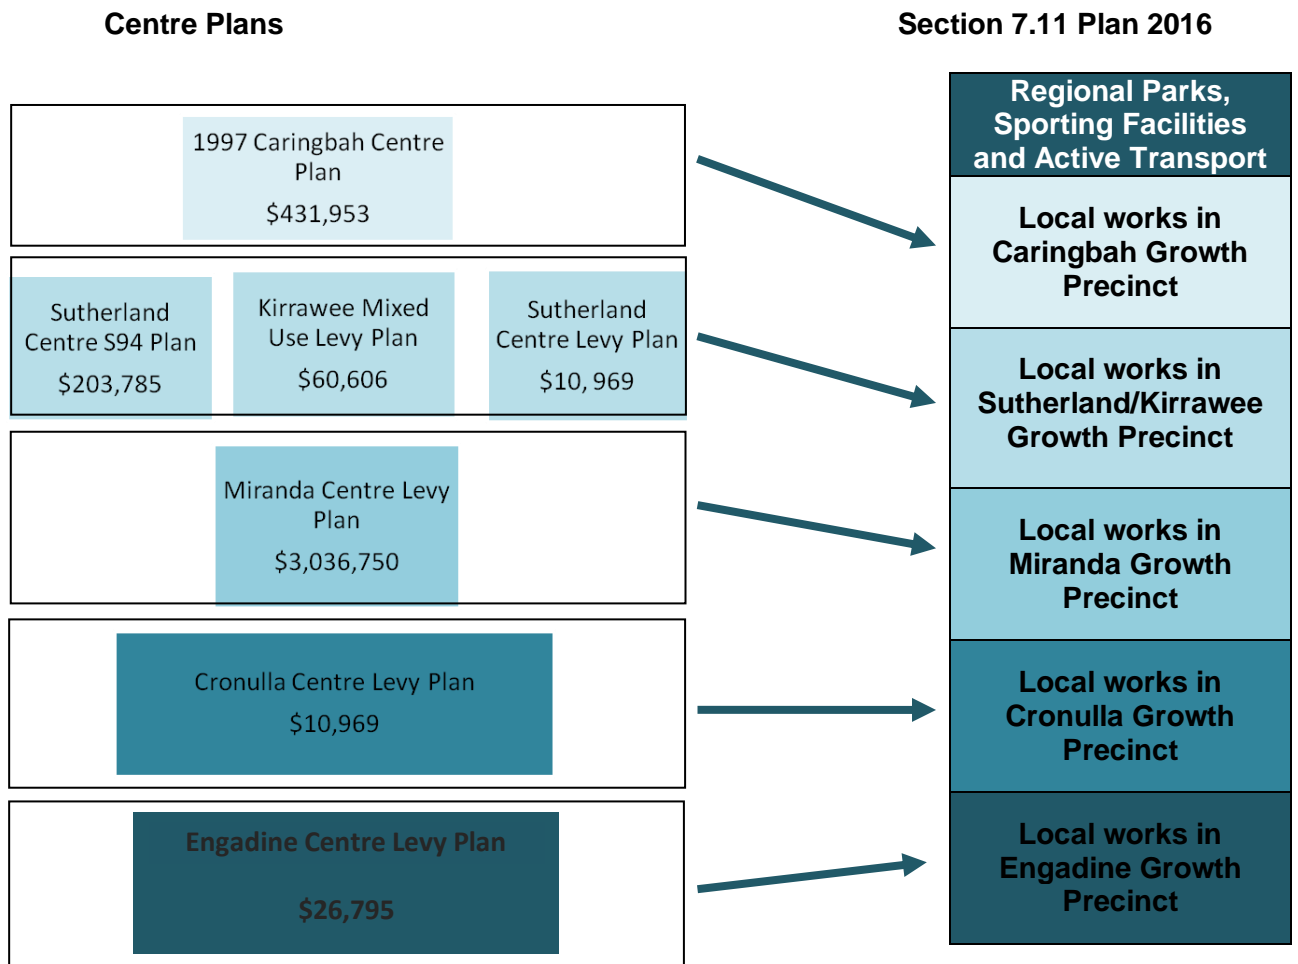 Centre Plans
Section 7.11 Plan 2016
1997 Caringbah Centre
Plan
$431,953
Sutherland
Centre S94 Plan
$203,785
Kirrawee Mixed
Use Levy Plan
$60,606
Sutherland
Centre Levy Plan
$10, 969
Miranda Centre Levy
Plan
$3,036,750
Cronulla Centre Levy Plan
$10,969
Engadine Centre Levy Plan
$26,795
Regional Parks,
Sporting Facilities
and Active Transport
Local works in
Caringbah Growth
Precinct
Local works in
Sutherland/Kirrawee
Growth Precinct
Local works in
Miranda Growth
Precinct
Local works in
Cronulla Growth
Precinct
Local works in
Engadine Growth
Precinct